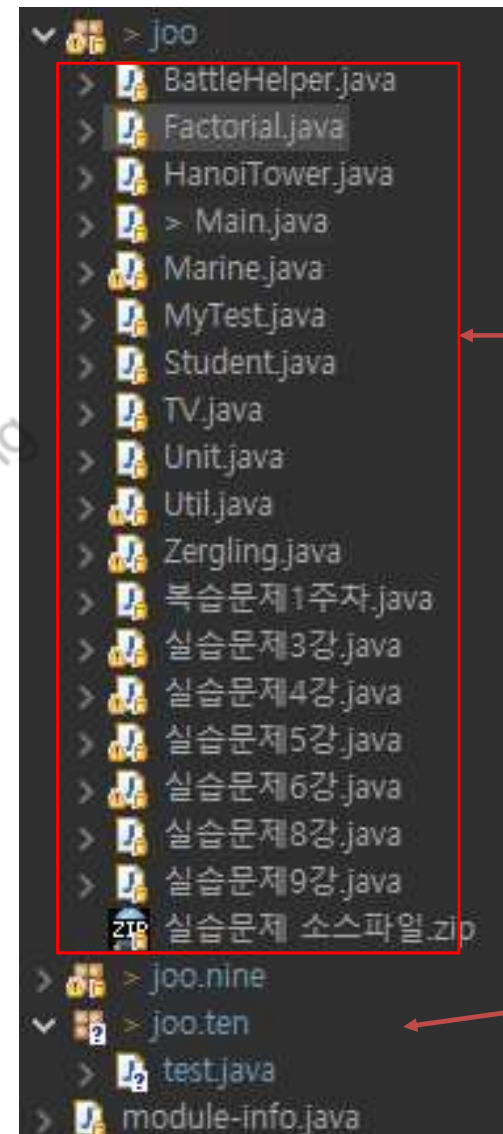 > joo
BattleHelper.java
Factorial.java
HanoiTower.java
> Main.java
Marine.java
MyTest.java
Student.java
TV.java
Unit.java
Util.java
Zergling.java
복습문제1주차.java
실습문제3강.java
실습문제4강.java
실습문제5강.java
실습문제6강.java
실습문제8강.java
실습문제9강.java
ZIP 실습문제 소스파일.zip
> joo.nine
> joo.ten
test.java
module-info.java